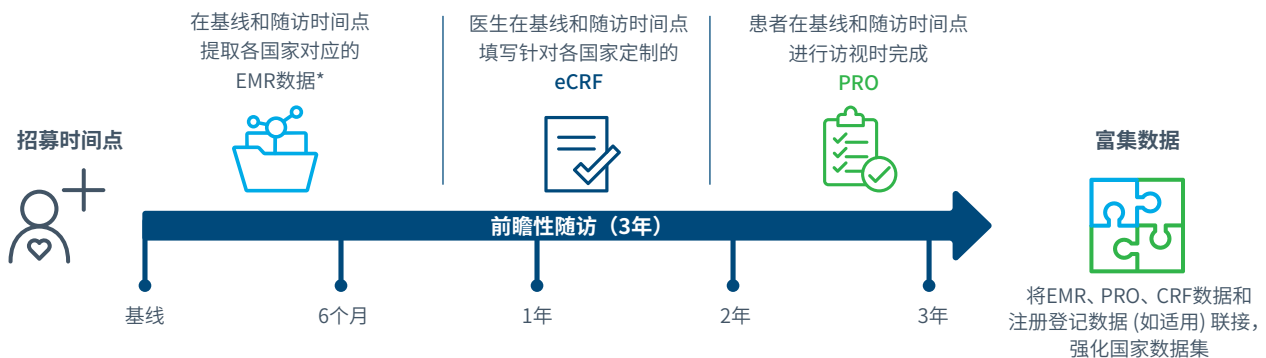 招募时间点
在基线和随访时间点
提取各国家对应的
EMR数据*
医生在基线和随访时间点
填写针对各国家定制的
eCRF
患者在基线和随访时间点
进行访视时完成
PRO
前瞻性随访（3年）
基线
6个月
1年
2年
3年
富集数据
将EMR、PRO、CRF数据和
注册登记数据 (如适用) 联接，
强化国家数据集